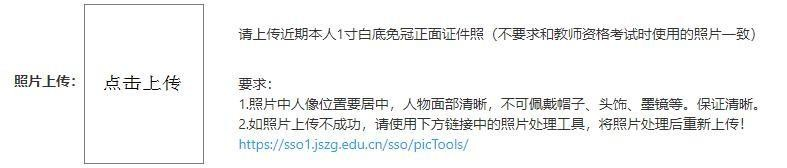 请上传近期本人1寸白底免冠正面证件照（不要求和教师资格考试时使用的照片一致）
照片上传：
点击上传
要求：
1.照片中人像位置要居中，人物面部清晰，不可佩戴帽子、头饰、墨镜等。保证清晰。
2.如照片上传不成功，请使用下方链接中的照片处理工具，将照片处理后重新上传！
https://sso1.jszg.edu.cn/sso/picTools/